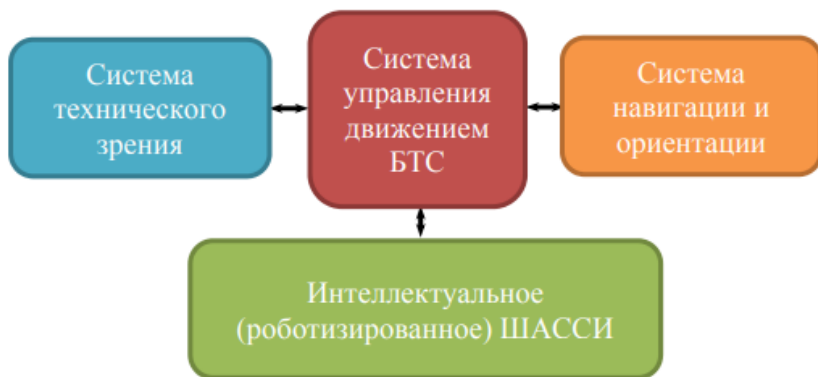 Система
технического
зрения
Система
управления
движением
БТС
Система
навигации и
ориентации
Интеллектуальное
(роботизированное) ШАССИ